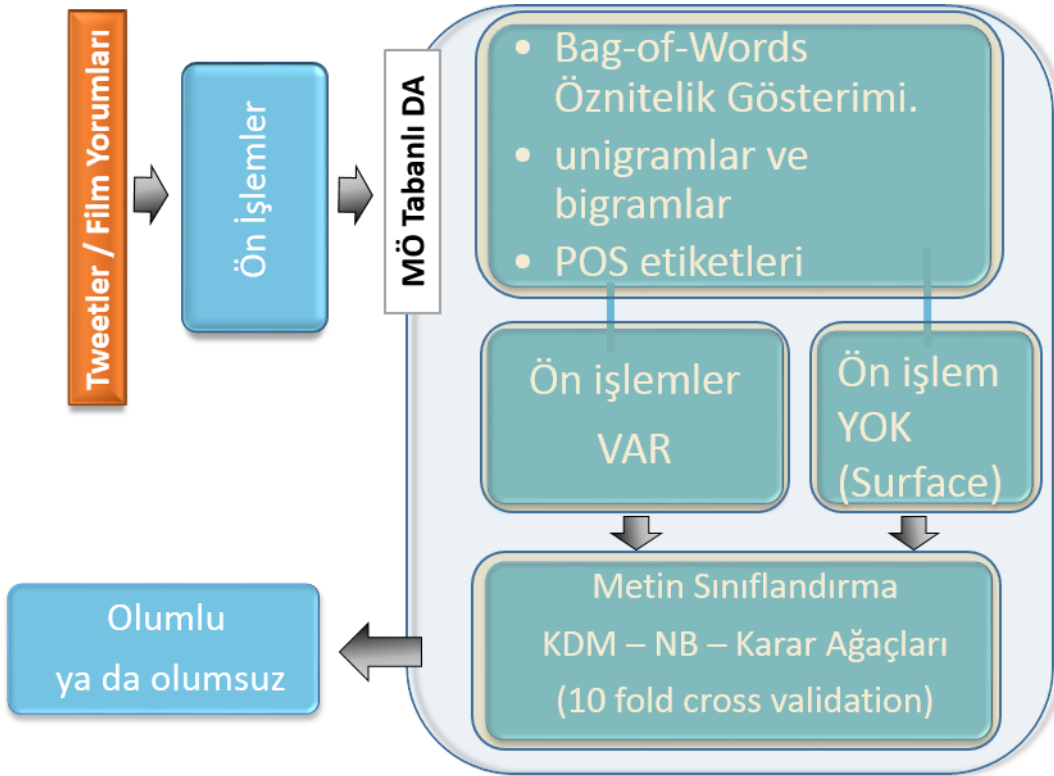 Tweetler / Film Yorumları
Ön İşlemler
MÖ Tabanlı DA
• Bag-of-Words
Öznitelik Gösterimi.
• unigramlar ve
bigramlar
• POS etiketleri
Ön işlemler
VAR
Ön işlem
YOK
(Surface)
Metin Sınıflandırma
KDM – NB – Karar Ağaçları
(10 fold cross validation)
Olumlu
ya da olumsuz